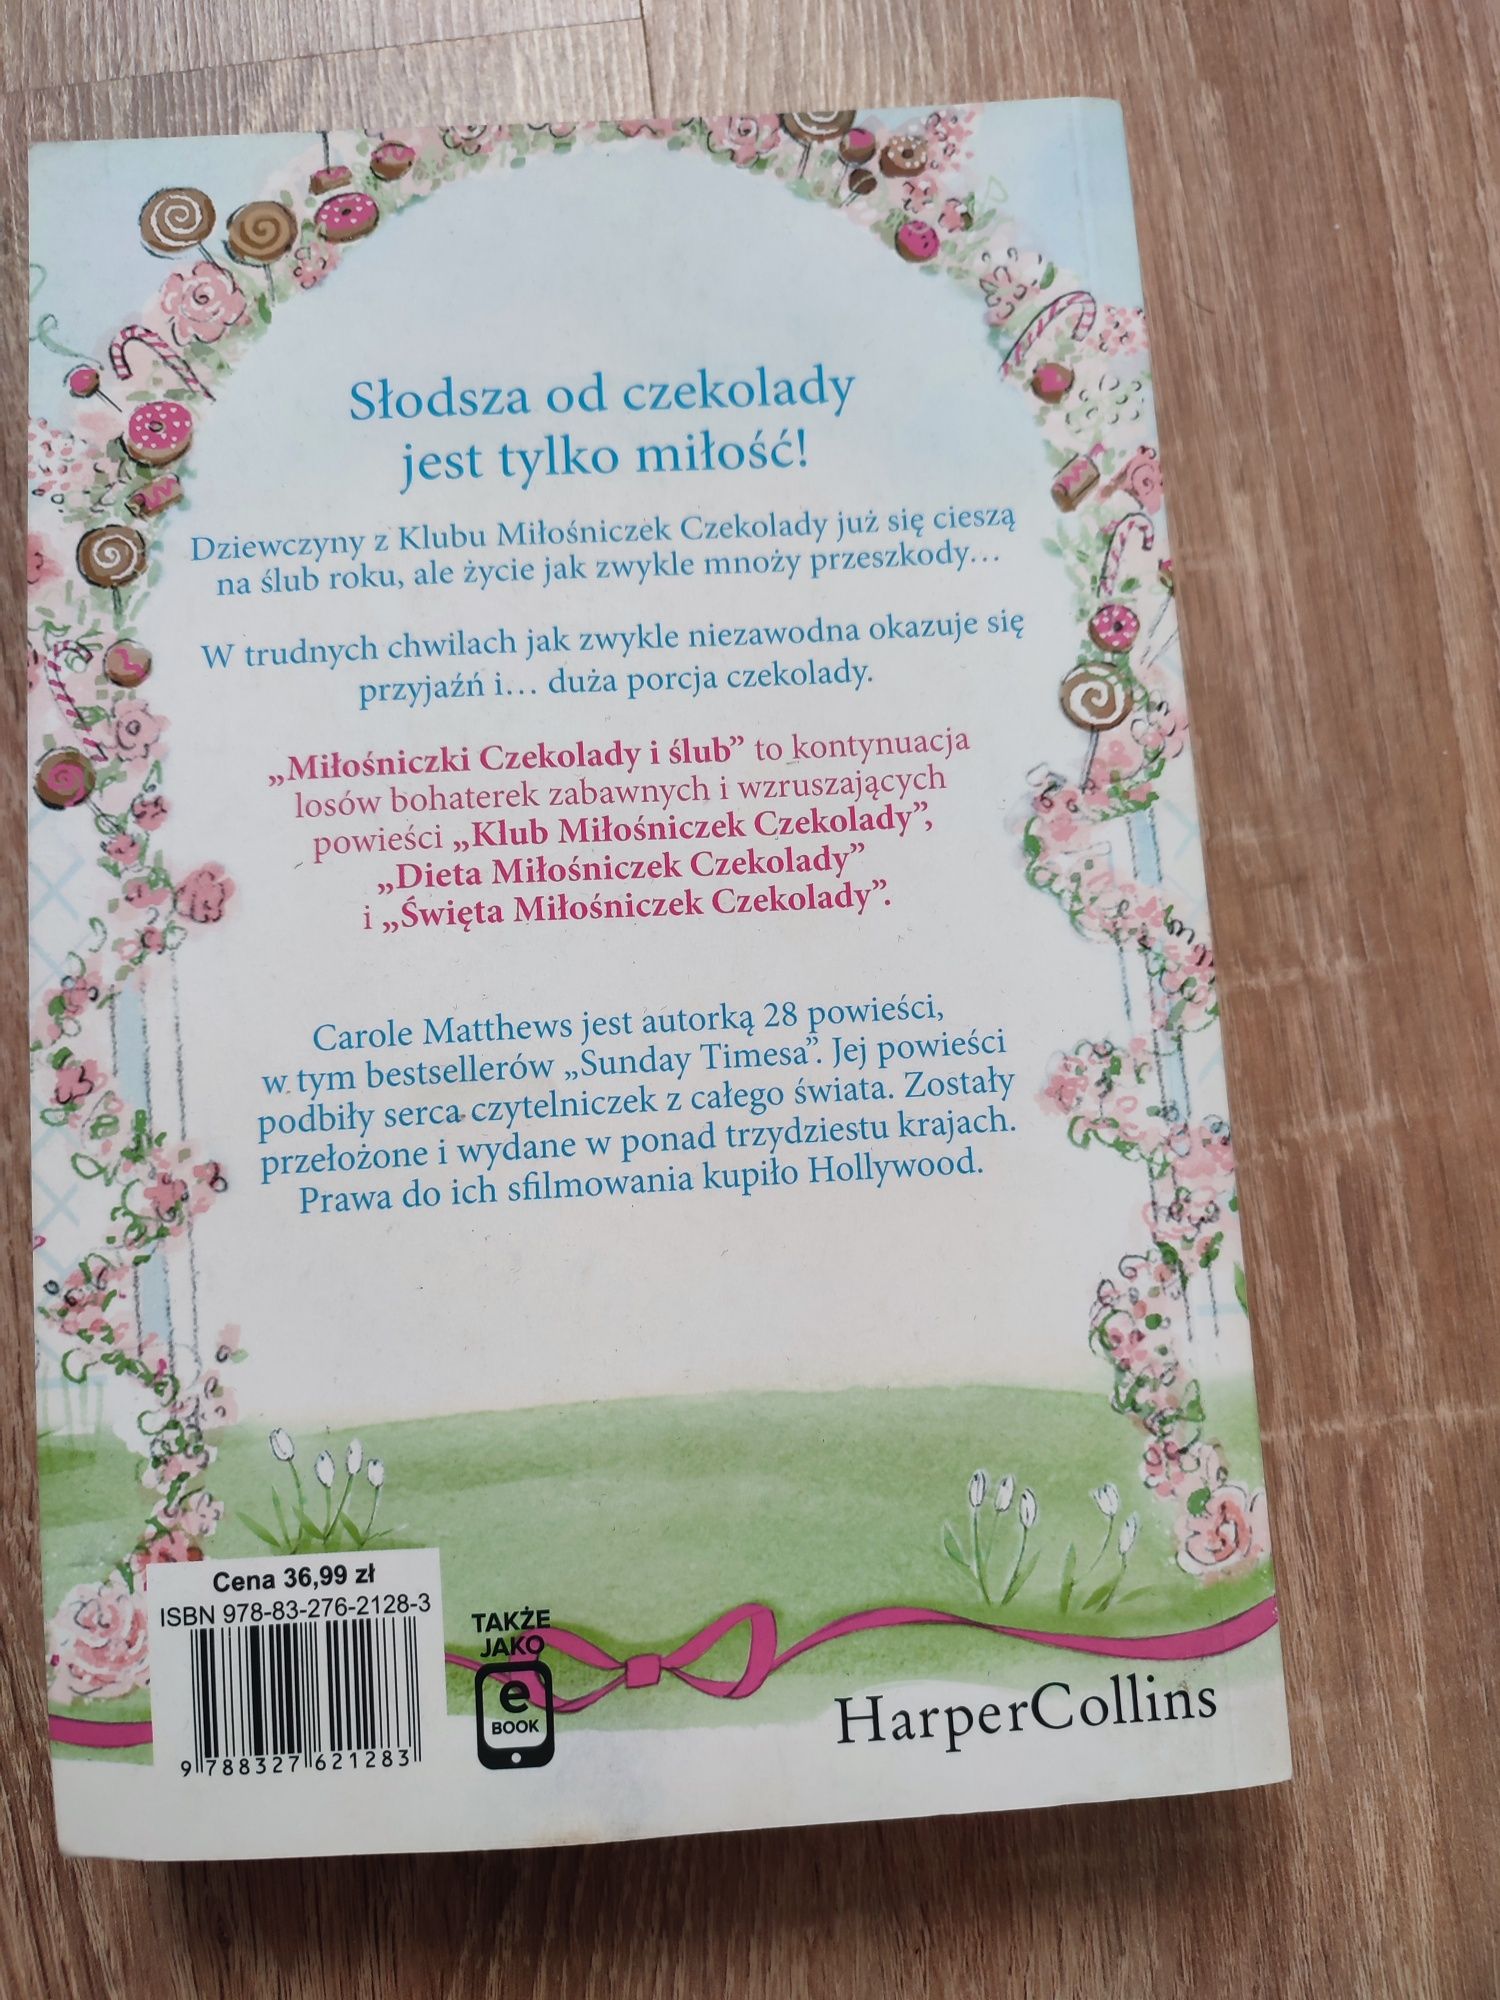 Słodsza od czekolady
jest tylko miłość!
Dziewczyny z Klubu Miłośniczek Czekolady już się cieszą
na ślub roku, ale życie jak zwykle mnoży przeszkody…
W trudnych chwilach jak zwykle niezawodna okazuje się
przyjaźń i… duża porcja czekolady.
„Miłośniczki Czekolady i ślub” to kontynuacja
losów bohaterek zabawnych i wzruszających
powieści „Klub Miłośniczek Czekolady”,
„Dieta Miłośniczek Czekolady”
i „Święta Miłośniczek Czekolady”.
Carole Matthews jest autorką 28 powieści,
w tym bestsellerów „Sunday Timesa”. Jej powieści
podbiły serca czytelniczek z całego świata. Zostały
przełożone i wydane w ponad trzydziestu krajach.
Prawa do ich sfilmowania kupiło Hollywood.
Cena 36,99 zł
ISBN 978-83-276-2128-3
9 788327 621283
TAKŻE
JAKO
e
BOOK
HarperCollins